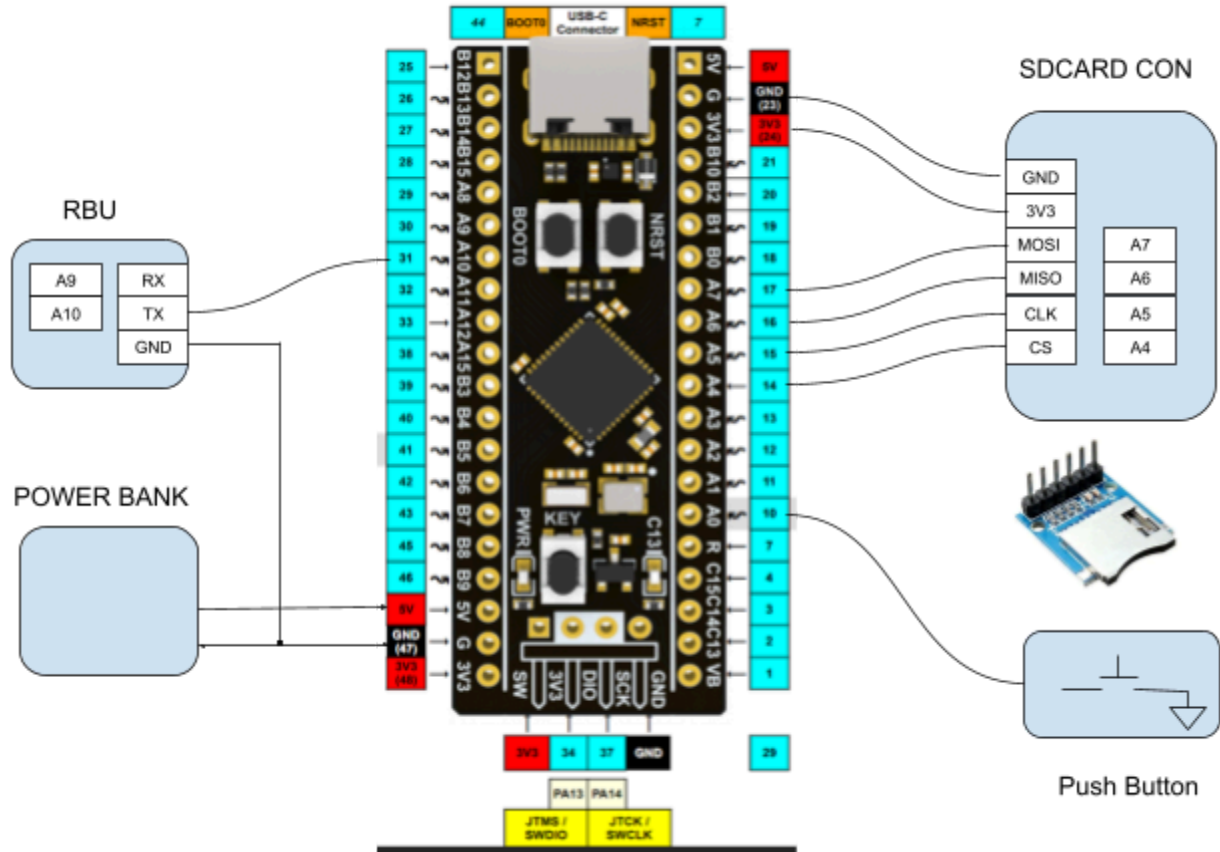 44 BOOT0 USB-C Connector NRST 7
25
26
27
28
29
30
31
32
33
38
39
40
41
42
43
45
46
5V
GND (47)
3V3 (48)
B12
B13
B14
B15
A8
A9
A10
A11
A12
A15
B3
B4
B5
B6
B7
B8
B9
5V
G
3V3
BOOT0
NRST
PWR
KEY
C13
SW
3V3
DIO
SCK
GND
5V
G
3V3
B10
B2
B1
B0
A7
A6
A5
A4
A3
A2
A1
A0
R
C15
C14
C13
VB
5V
GND (23)
3V3 (24)
21
20
19
18
17
16
15
14
13
12
11
10
7
4
3
2
1
3V3 34 37 GND
29
PA13 PA14
JTMS / SWDIO
JTCK / SWCLK
RBU
A9 RX
A10 TX
GND
POWER BANK
SDCARD CON
GND
3V3
MOSI A7
MISO A6
CLK A5
CS A4
Push Button